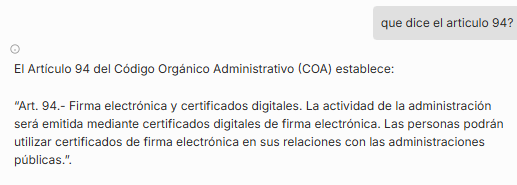 que dice el articulo 94?
El Artículo 94 del Código Orgánico Administrativo (COA) establece:
“Art. 94.- Firma electrónica y certificados digitales. La actividad de la administración
será emitida mediante certificados digitales de firma electrónica. Las personas podrán
utilizar certificados de firma electrónica en sus relaciones con las administraciones
públicas.”.